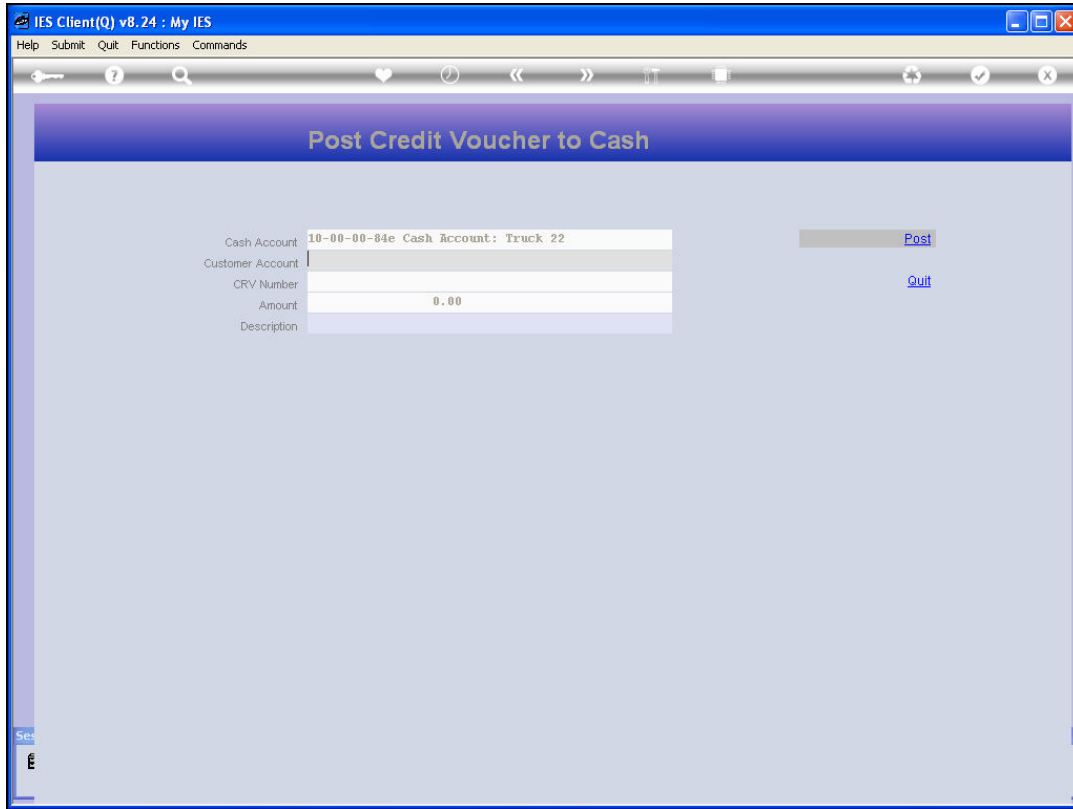 IES Client(Q) v8.24 : My IES
Help Submit Quit Functions Commands
Post Credit Voucher to Cash
Cash Account 10-00-00-84e Cash Account: Truck 22 Post
Customer Account
CRV Number Quit
Amount 0.00
Description
Ses